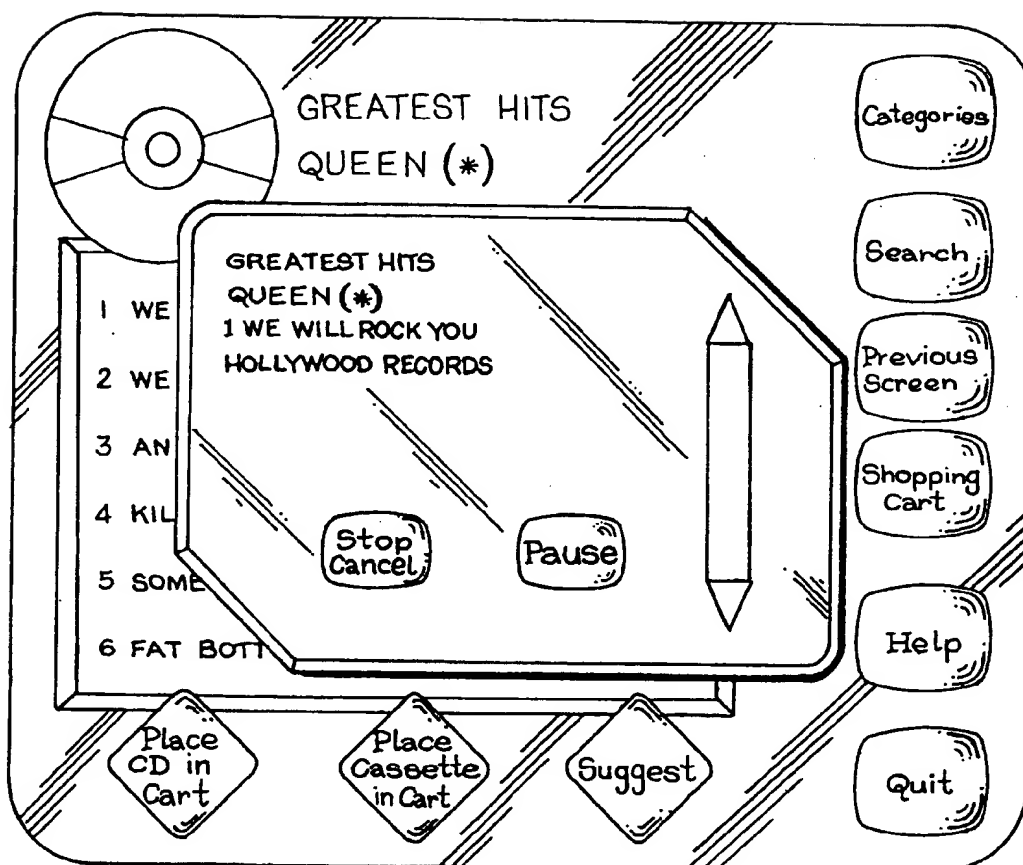 GREATEST HITS
QUEEN (*)
GREATEST HITS
QUEEN (*)
1 WE WILL ROCK YOU
HOLLYWOOD RECORDS
Stop
Cancel
Pause
1 WE
2 WE
3 AN
4 KIL
5 SOME
6 FAT BOTT
Place
CD in
Cart
Place
Cassette
in Cart
Suggest
Categories
Search
Previous
Screen
Shopping
Cart
Help
Quit